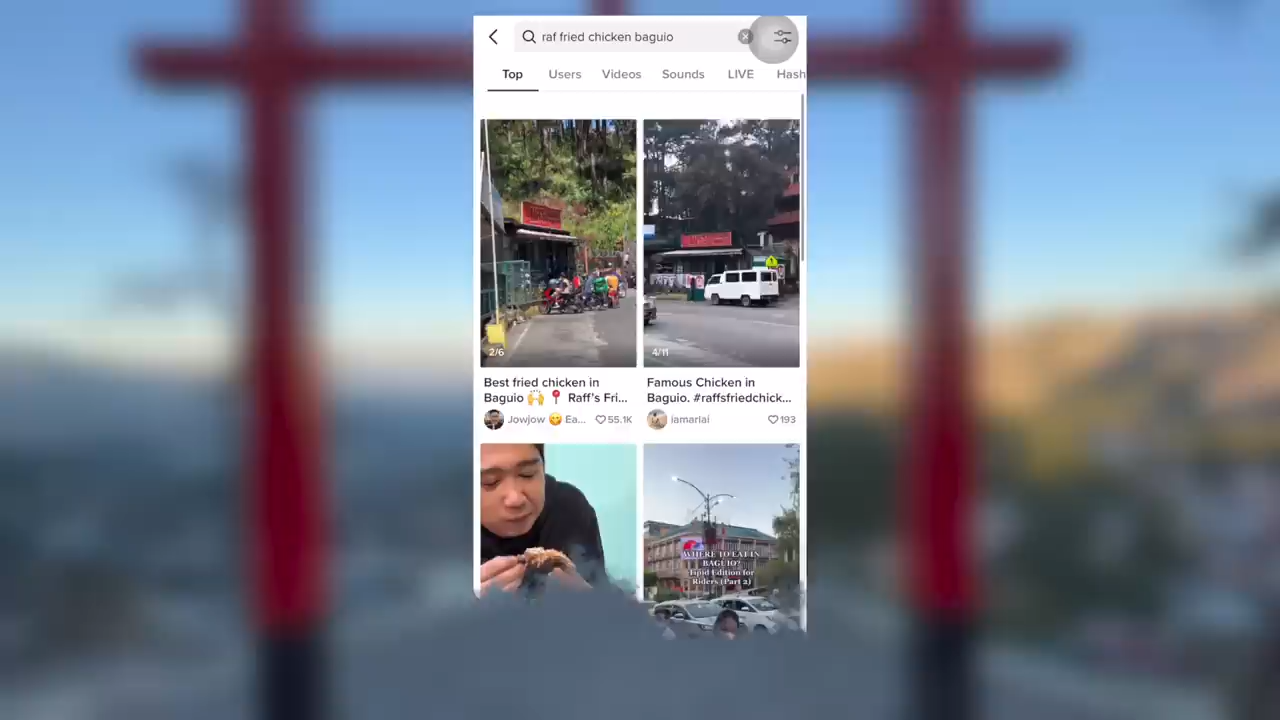 raf fried chicken baguio
Top Users Videos Sounds LIVE Hash
2/6
4/11
Best fried chicken in
Baguio 🙌 📍 Raff's Fri...
Jowjow 😋 Ea... 55.1K
Famous Chicken in
Baguio. #raffsfriedchick...
iamarlai 193
WHERE TO EAT IN
BAGUIO?
Tipid Edition for
Riders (Part 2)